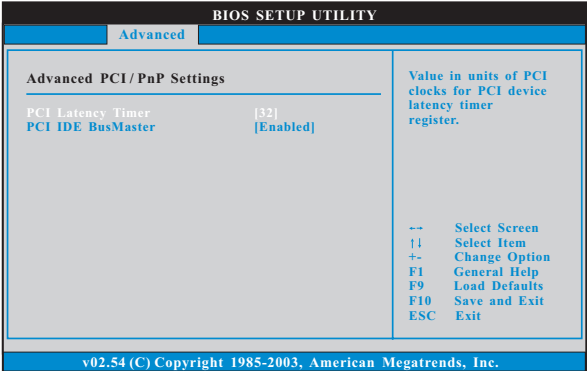 BIOS SETUP UTILITY
Advanced
Advanced PCI / PnP Settings
PCI Latency Timer [32]
PCI IDE BusMaster [Enabled]
Value in units of PCI
clocks for PCI device
latency timer
register.
←→ Select Screen
↑↓ Select Item
+- Change Option
F1 General Help
F9 Load Defaults
F10 Save and Exit
ESC Exit
v02.54 (C) Copyright 1985-2003, American Megatrends, Inc.